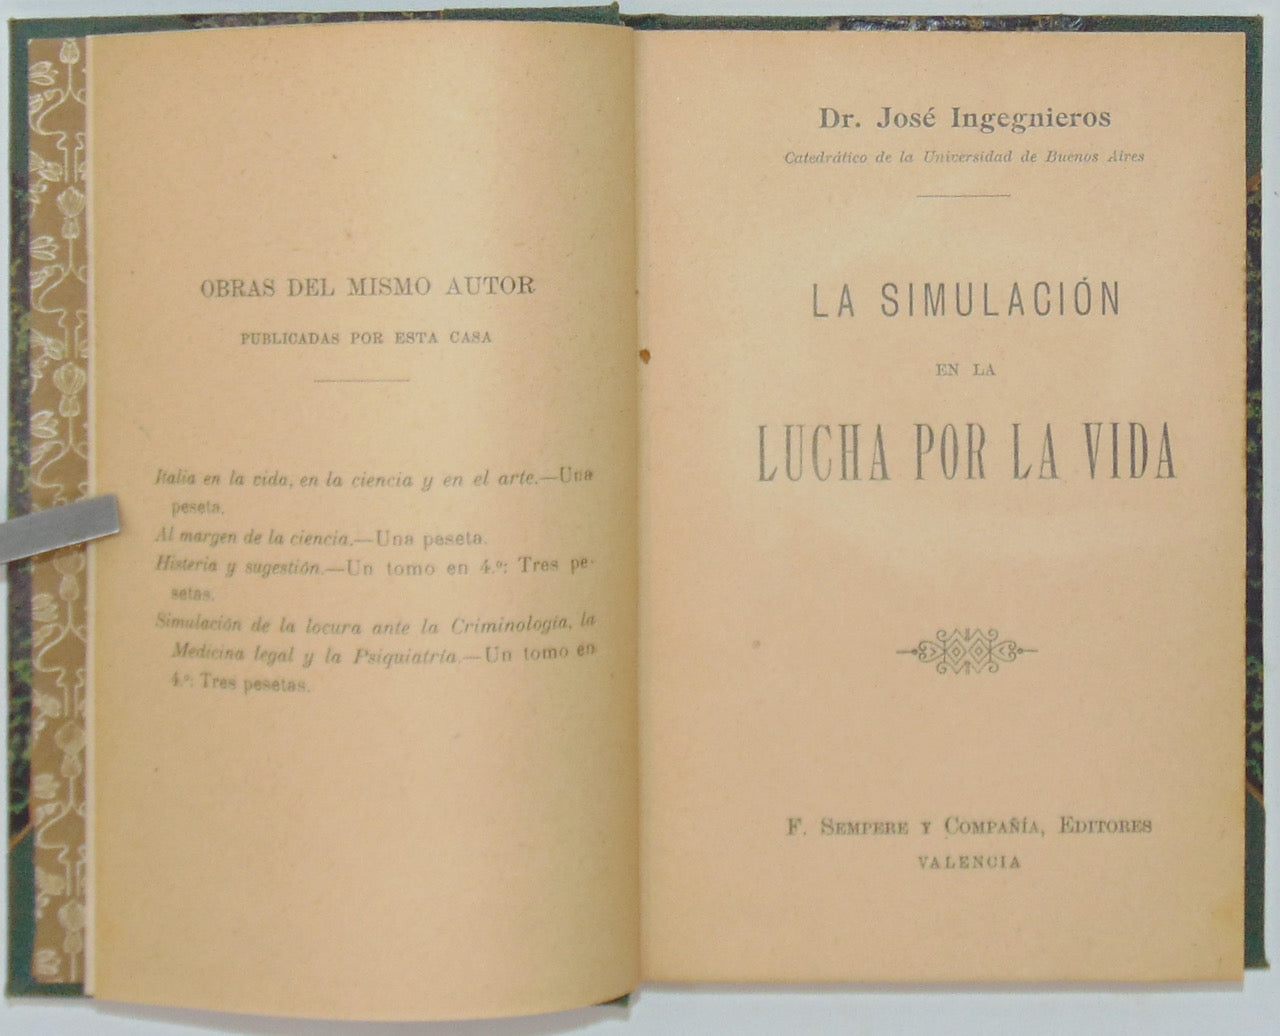 OBRAS DEL MISMO AUTOR
PUBLICADAS POR ESTA CASA
Italia en la vida, en la ciencia y en el arte.—Una
peseta.
Al margen de la ciencia.—Una peseta.
Histeria y sugestión.—Un tomo en 4.º: Tres pe-
setas.
Simulación de la locura ante la Criminología, la
Medicina legal y la Psiquiatría.—Un tomo en
4.º: Tres pesetas.
Dr. José Ingegnieros
Catedrático de la Universidad de Buenos Aires
LA SIMULACIÓN
EN LA
LUCHA POR LA VIDA
F. SEMPERE Y COMPAÑÍA, EDITORES
VALENCIA